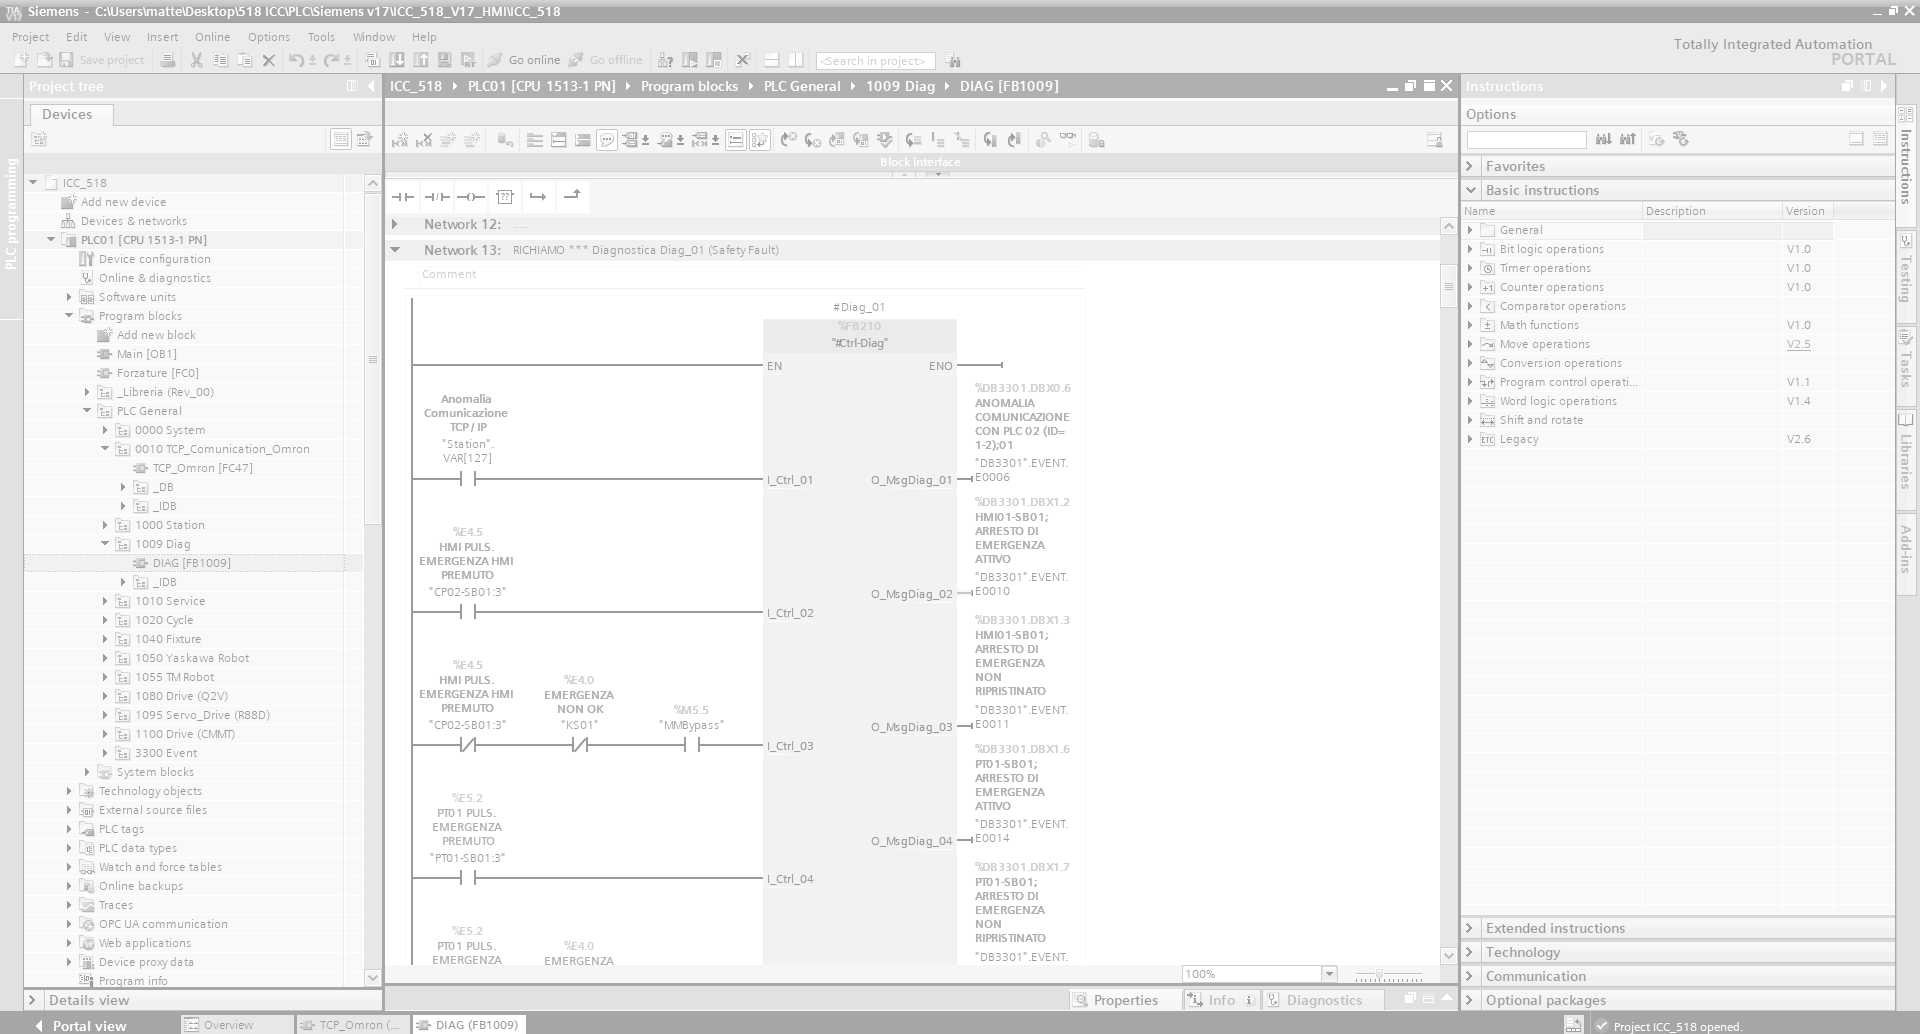 Siemens - C:\Users\matte\Desktop\518 ICC\PLC\Siemens v17\ICC_518_V17_HMI\ICC_518
Project Edit View Insert Online Options Tools Window Help
Totally Integrated Automation
PORTAL
Save project
Go online
Go offline
<Search in project>
Project tree
ICC_518 PLC01 [CPU 1513-1 PN] Program blocks PLC General 1009 Diag DIAG [FB1009]
Instructions
Devices
Options
PLC programming
Block interface
ICC_518
Add new device
Devices & networks
PLC01 [CPU 1513-1 PN]
Device configuration
Online & diagnostics
Software units
Program blocks
Add new block
Main [OB1]
Forzature [FC0]
_Libreria (Rev_00)
PLC General
0000 System
0010 TCP_Comunication_Omron
TCP_Omron [FC47]
_DB
_IDB
1000 Station
1009 Diag
DIAG [FB1009]
_IDB
1010 Service
1020 Cycle
1040 Fixture
1050 Yaskawa Robot
1055 TM Robot
1080 Drive (Q2V)
1095 Servo_Drive (R88D)
1100 Drive (CMMT)
3300 Event
System blocks
Technology objects
External source files
PLC tags
PLC data types
Watch and force tables
Online backups
Traces
OPC UA communication
Web applications
Device proxy data
Program info
Details view
Network 12: .....
Network 13: RICHIAMO *** Diagnostica Diag_01 (Safety Fault)
Comment
#Diag_01
%FB210
"#Ctrl-Diag"
EN
ENO
Anomalia
Comunicazione
TCP / IP
"Station".
VAR[127]
I_Ctrl_01
O_MsgDiag_01
%DB3301.DBX0.6
ANOMALIA
COMUNICAZIONE
CON PLC 02 (ID=
1-2);01
"DB3301".EVENT.
E0006
%E4.5
HMI PULS.
EMERGENZA HMI
PREMUTO
"CP02-SB01:3"
I_Ctrl_02
O_MsgDiag_02
%DB3301.DBX1.2
HMI01-SB01;
ARRESTO DI
EMERGENZA
ATTIVO
"DB3301".EVENT.
E0010
%E4.5
HMI PULS.
EMERGENZA HMI
PREMUTO
"CP02-SB01:3"
%E4.0
EMERGENZA
NON OK
"KS01"
%M5.5
"MMBypass"
I_Ctrl_03
O_MsgDiag_03
%DB3301.DBX1.3
HMI01-SB01;
ARRESTO DI
EMERGENZA
NON
RIPRISTINATO
"DB3301".EVENT.
E0011
%E5.2
PT01 PULS.
EMERGENZA
PREMUTO
"PT01-SB01:3"
I_Ctrl_04
O_MsgDiag_04
%DB3301.DBX1.6
PT01-SB01;
ARRESTO DI
EMERGENZA
ATTIVO
"DB3301".EVENT.
E0014
%E5.2
PT01 PULS.
EMERGENZA
%E4.0
EMERGENZA
%DB3301.DBX1.7
PT01-SB01;
ARRESTO DI
EMERGENZA
NON
RIPRISTINATO
"DB3301".EVENT.
100%
Properties
Info
Diagnostics
Favorites
Basic instructions
Name Description Version
General
Bit logic operations V1.0
Timer operations V1.0
Counter operations V1.0
Comparator operations
Math functions V1.0
Move operations V2.5
Conversion operations
Program control operati... V1.1
Word logic operations V1.4
Shift and rotate
Legacy V2.6
Extended instructions
Technology
Communication
Optional packages
Instructions
Testing
Tasks
Libraries
Add-ins
Portal view
Overview
TCP_Omron (...
DIAG (FB1009)
Project ICC_518 opened.